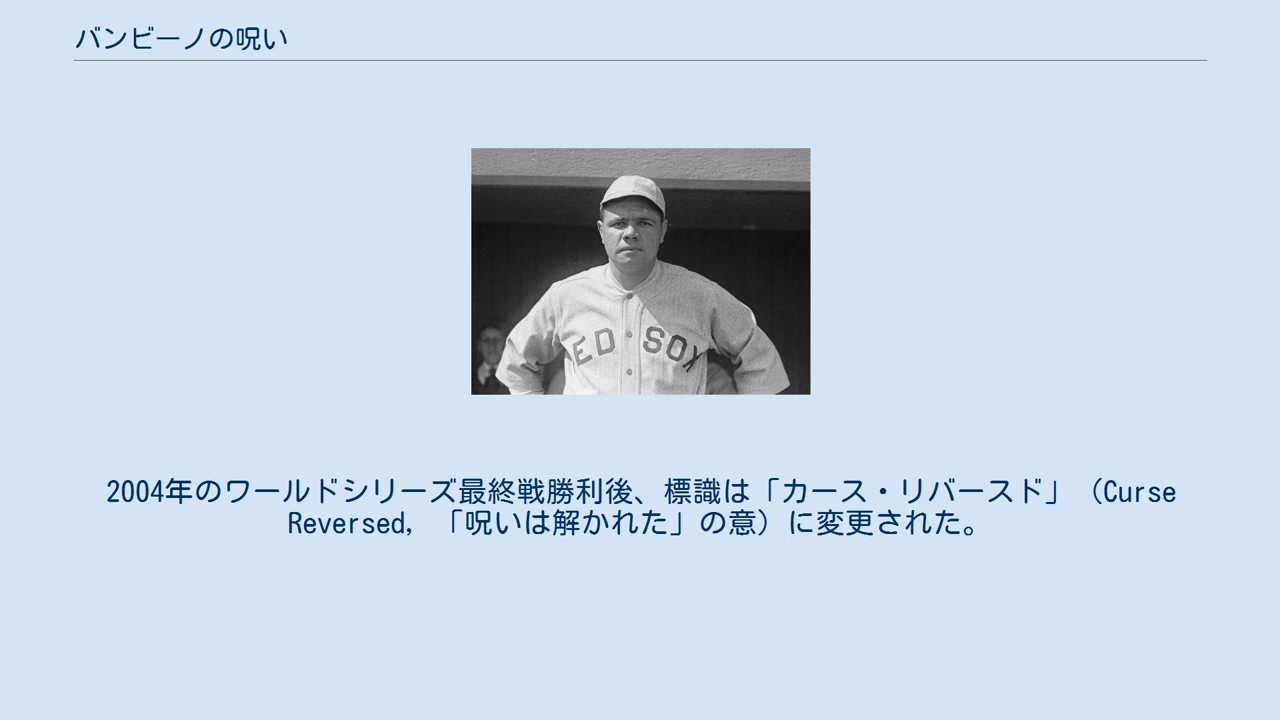 バンビーノの呪い
ED SOX
2004年のワールドシリーズ最終戦勝利後、標識は「カース・リバースド」（Curse
Reversed, 「呪いは解かれた」の意）に変更された。